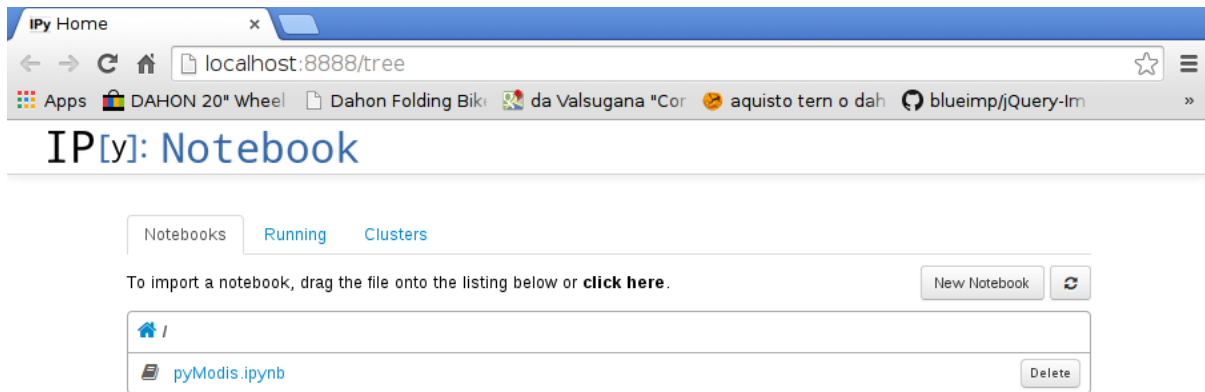 IPy Home ×
localhost:8888/tree
Apps DAHON 20" Wheel Dahon Folding Bik da Valsugana "Cor aquisto tern o dah blueimp/jQuery-Im »
IP[y]: Notebook
Notebooks Running Clusters
To import a notebook, drag the file onto the listing below or click here. New Notebook
/
pyModis.ipynb Delete